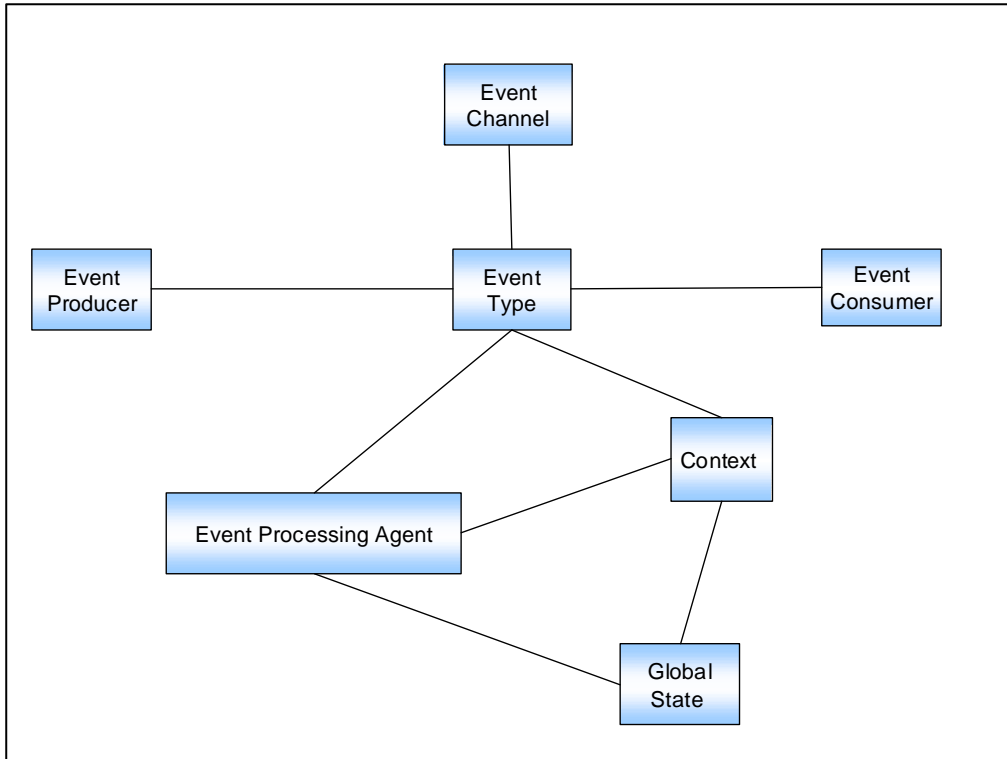 Event
Channel
Event
Producer
Event
Type
Event
Consumer
Context
Event Processing Agent
Global
State